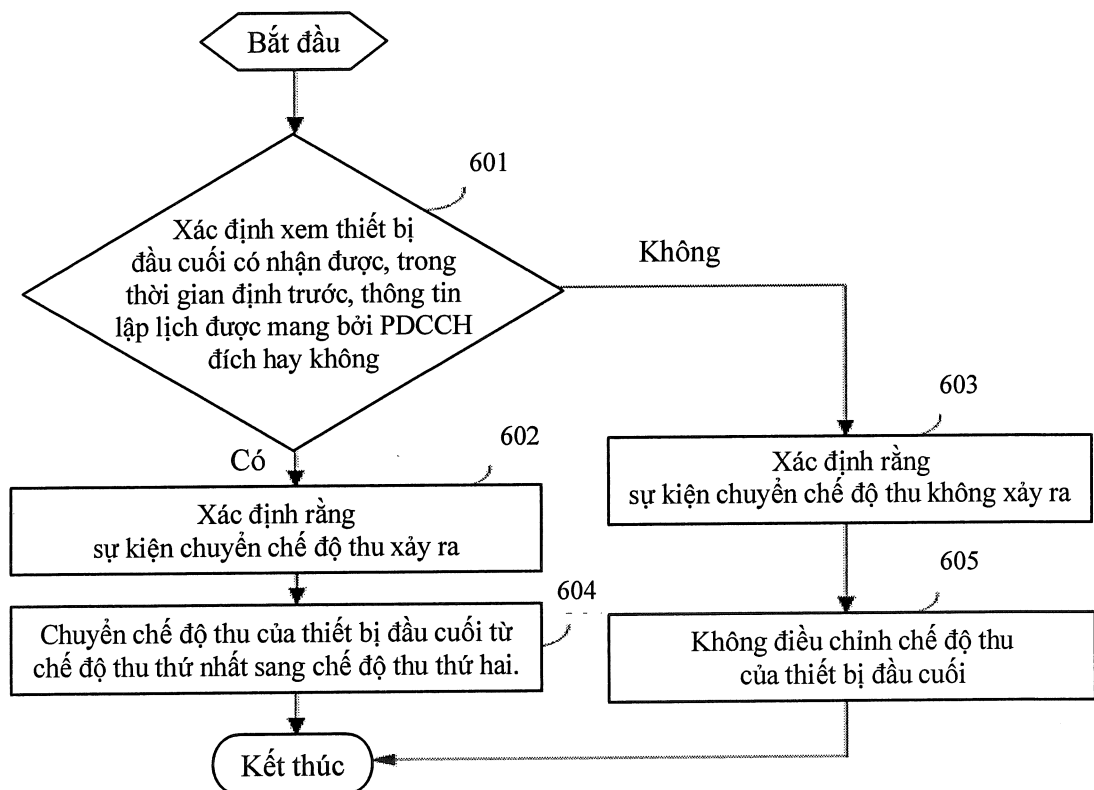 Bắt đầu
601
Xác định xem thiết bị
đầu cuối có nhận được, trong
thời gian định trước, thông tin
lập lịch được mang bởi PDCCH
đích hay không
Không
Có
602
Xác định rằng
sự kiện chuyển chế độ thu xảy ra
603
Xác định rằng
sự kiện chuyển chế độ thu không xảy ra
604
Chuyển chế độ thu của thiết bị đầu cuối từ
chế độ thu thứ nhất sang chế độ thu thứ hai.
605
Không điều chỉnh chế độ thu
của thiết bị đầu cuối
Kết thúc